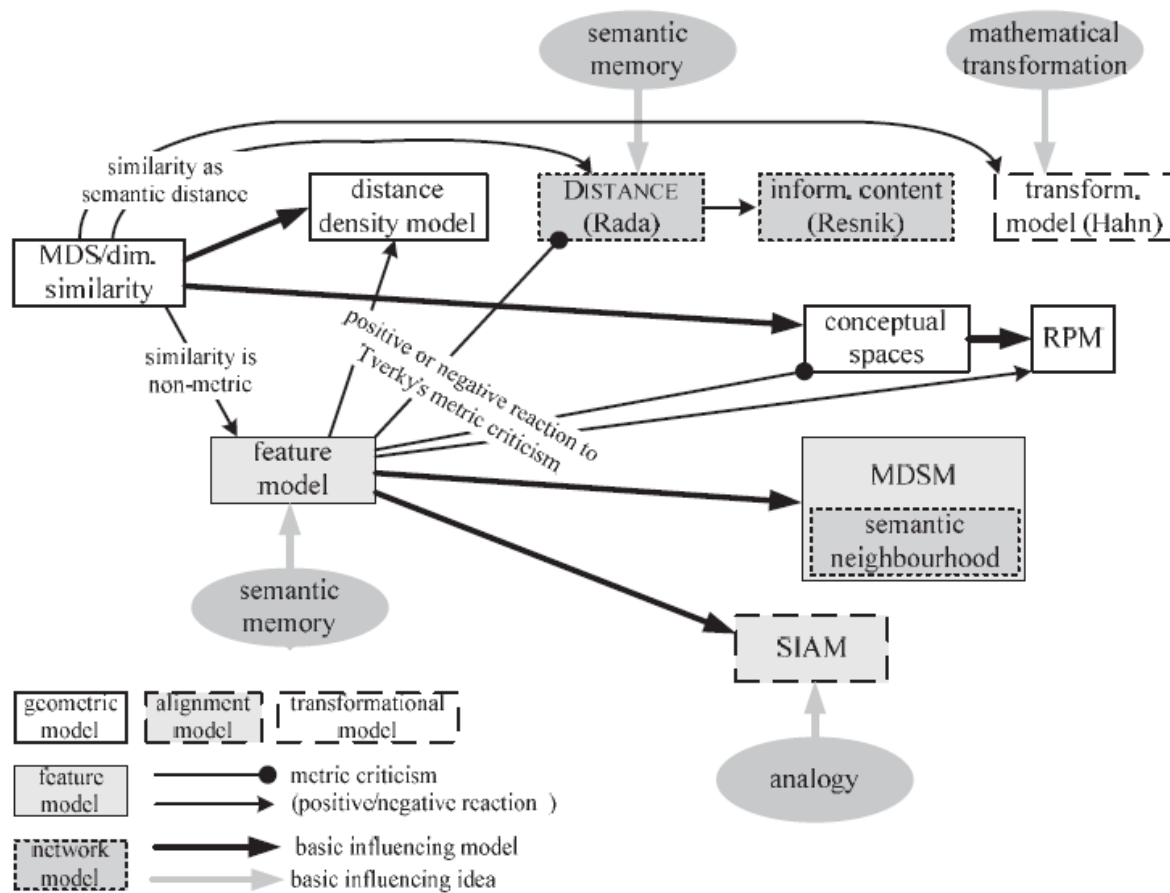 semantic
memory
mathematical
transformation
similarity as
semantic distance
distance
density model
DISTANCE
(Rada)
inform. content
(Resnik)
transform.
model (Hahn)
MDS/dim.
similarity
conceptual
spaces
RPM
similarity is
non-metric
positive or negative reaction to
Tverky's metric criticism
feature
model
MDSM
semantic
neighbourhood
semantic
memory
SIAM
analogy
geometric
model
alignment
model
transformational
model
feature
model
metric criticism
(positive/negative reaction )
network
model
basic influencing model
basic influencing idea